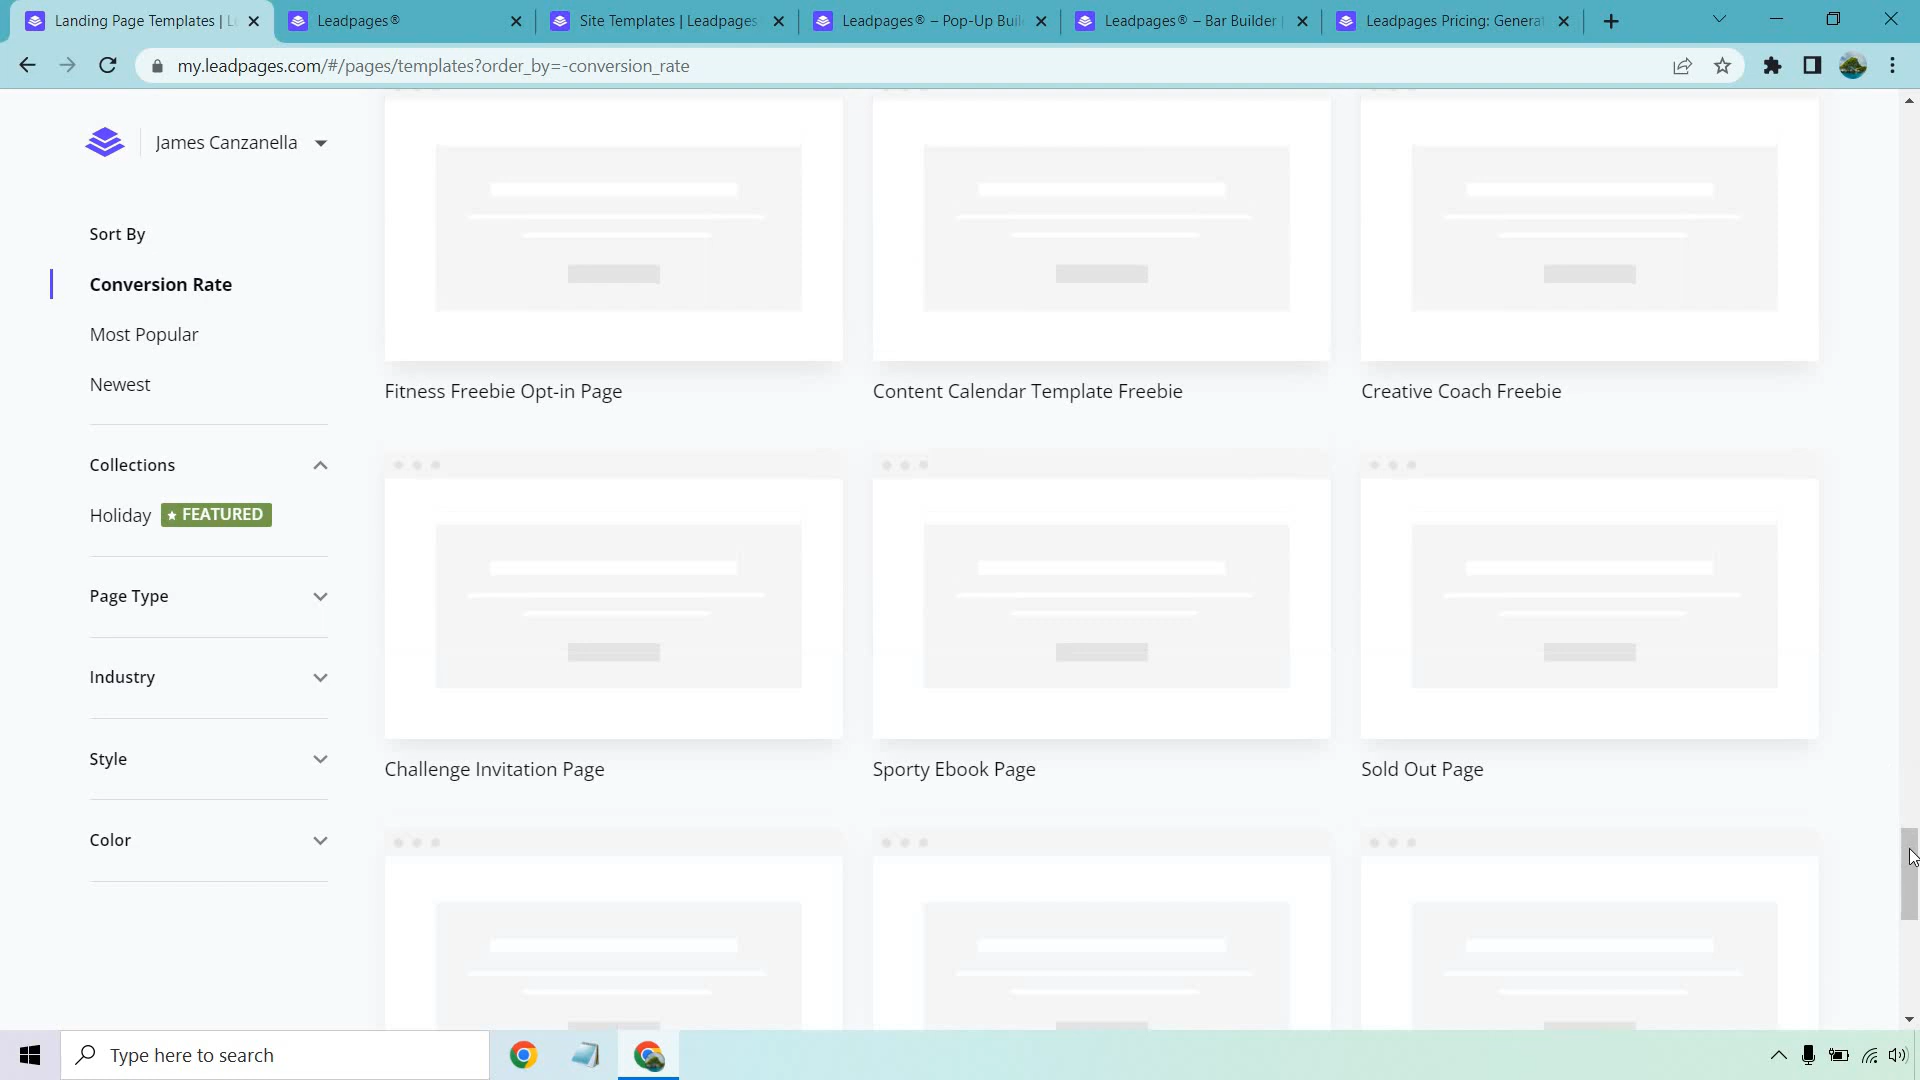 Landing Page Templates | L
Leadpages®
Site Templates | Leadpages
Leadpages® – Pop-Up Buil
Leadpages® – Bar Builder |
Leadpages Pricing: Generat
my.leadpages.com/#/pages/templates?order_by=-conversion_rate
James Canzanella
Sort By
Conversion Rate
Most Popular
Newest
Collections
Holiday FEATURED
Page Type
Industry
Style
Color
Fitness Freebie Opt-in Page
Content Calendar Template Freebie
Creative Coach Freebie
Challenge Invitation Page
Sporty Ebook Page
Sold Out Page
Type here to search